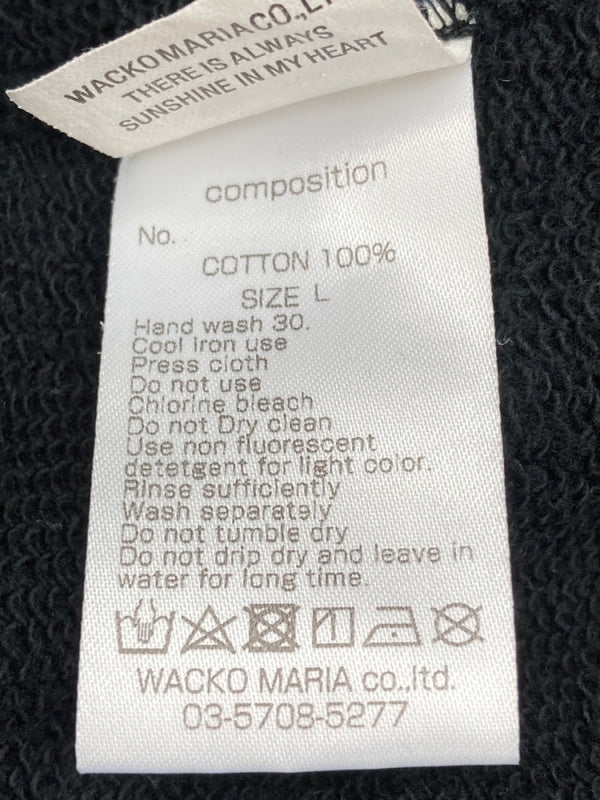 WACKO MARIA CO.,LT
THERE IS ALWAYS
SUNSHINE IN MY HEART
composition
No.
COTTON 100%
SIZE L
Hand wash 30.
Cool Iron use
Press cloth
Do not use
Chlorine bleach
Do not Dry clean
Use non fluorescent
detetgent for light color.
Rinse sufficiently
Wash separately
Do not tumble dry
Do not drip dry and leave in
water for long time.
WACKO MARIA co.,ltd.
03-5708-5277